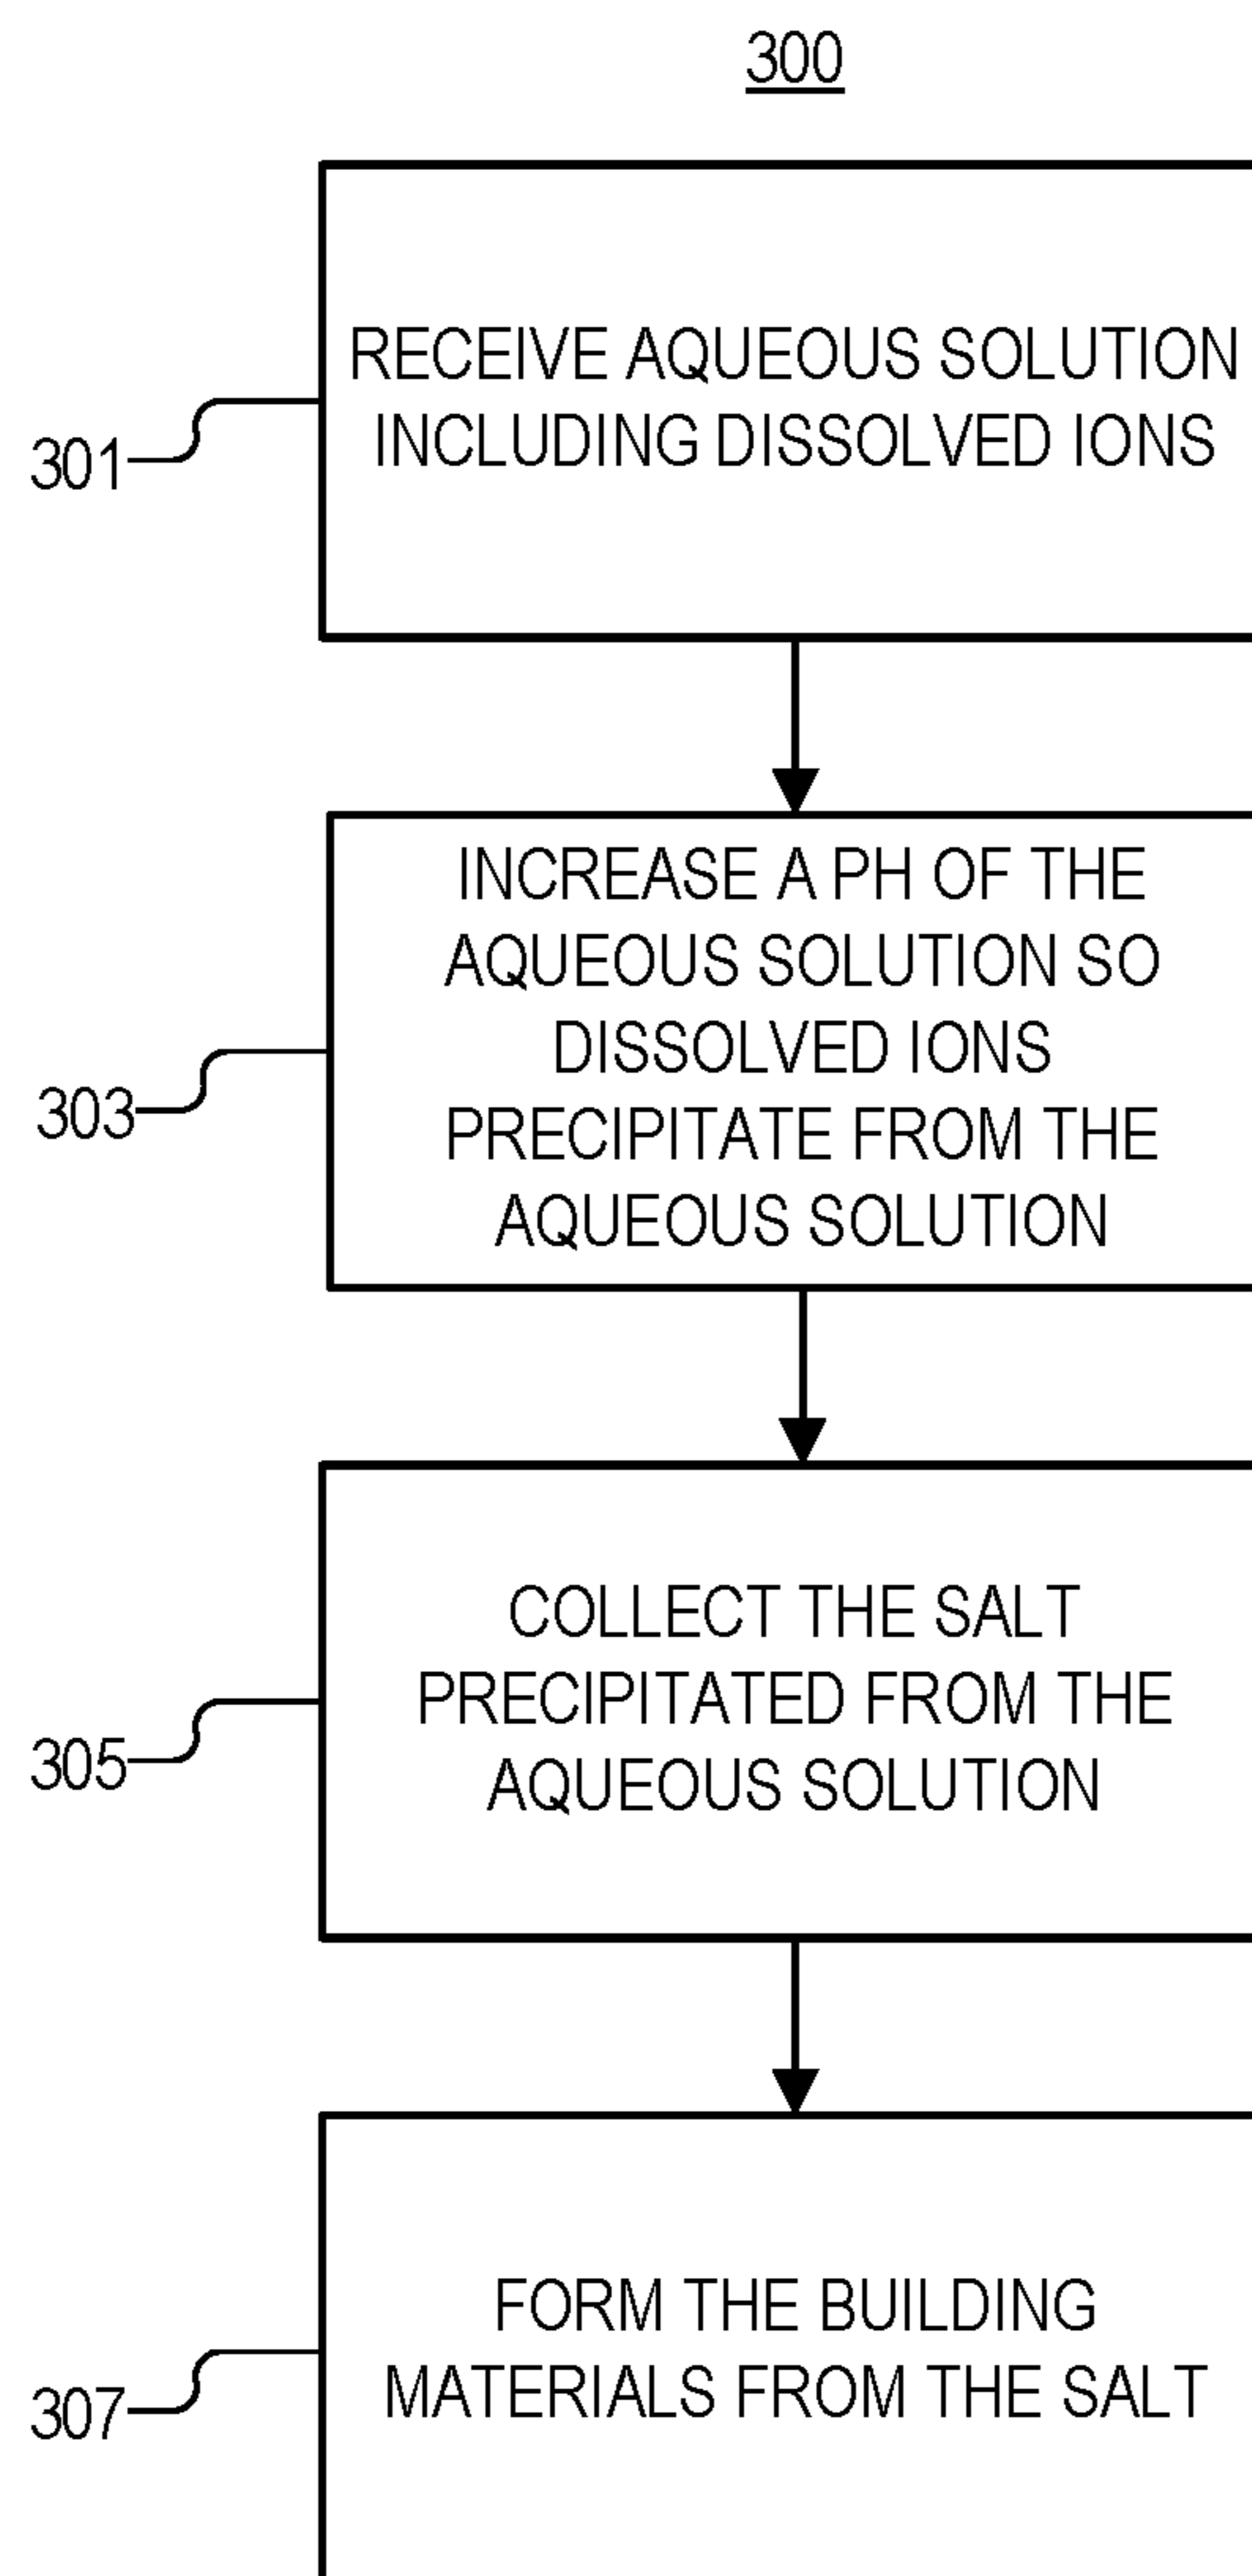 300
RECEIVE AQUEOUS SOLUTION
INCLUDING DISSOLVED IONS
301
INCREASE A PH OF THE
AQUEOUS SOLUTION SO
DISSOLVED IONS
PRECIPITATE FROM THE
AQUEOUS SOLUTION
303
COLLECT THE SALT
PRECIPITATED FROM THE
AQUEOUS SOLUTION
305
FORM THE BUILDING
MATERIALS FROM THE SALT
307